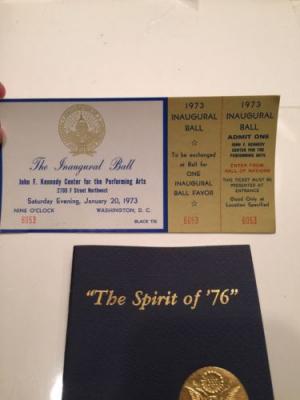 The Inaugural Ball
John F. Kennedy Center for the Performing Arts
2700 F Street Northwest
Saturday Evening, January 20, 1973
NINE O'CLOCK WASHINGTON, D. C.
6053 BLACK TIE
1973
INAUGURAL
BALL
To be exchanged
at Ball for
ONE
INAUGURAL
BALL FAVOR
6053
1973
INAUGURAL
BALL
ADMIT ONE
JOHN F. KENNEDY
CENTER FOR THE
PERFORMING ARTS
ENTER FROM
HALL OF NATIONS
THIS TICKET MUST BE
PRESENTED AT
ENTRANCE
Good Only at
Location Specified
6053
"The Spirit of '76"